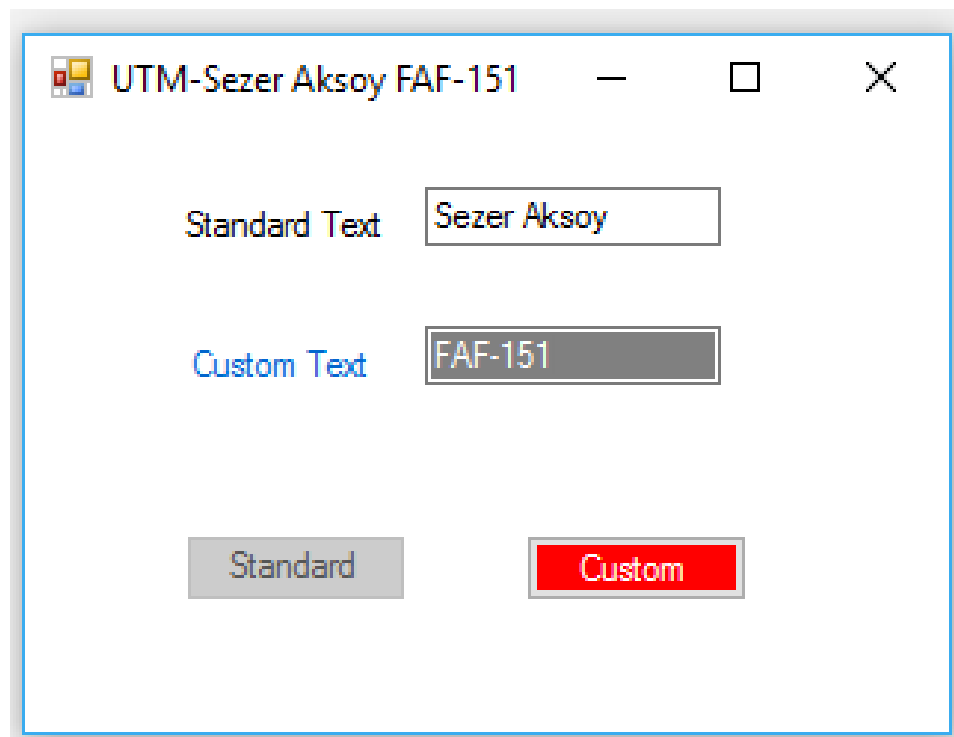 UTM-Sezer Aksoy FAF-151
Standard Text Sezer Aksoy
Custom Text FAF-151
Standard Custom